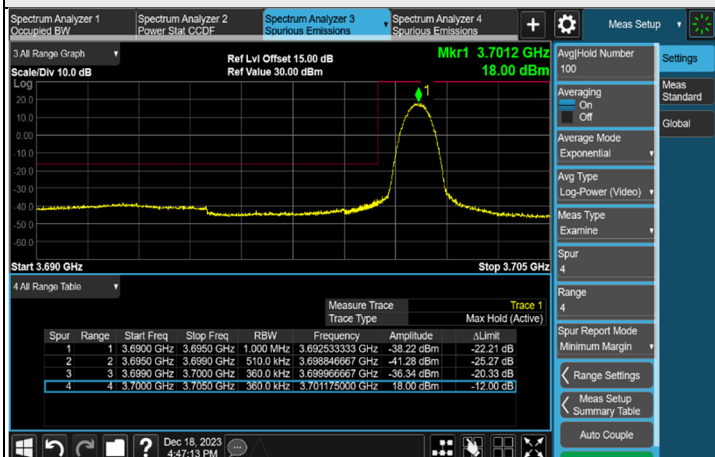 Spectrum Analyzer 1 Spectrum Analyzer 2 Spectrum Analyzer 3 Spectrum Analyzer 4 + Meas Setup
Occupied BW Power Stat CCDF Spurious Emissions Spurious Emissions
3 All Range Graph
Ref Lvl Offset 15.00 dB Mkr1 3.7012 GHz
Scale/Div 10.0 dB Ref Value 30.00 dBm 18.00 dBm
Log
1
20.0
10.0
0.00
-10.0
-20.0
-30.0
-40.0
-50.0
-60.0
Start 3.690 GHz Stop 3.705 GHz
4 All Range Table
Measure Trace Trace 1
Trace Type Max Hold (Active)
Spur Range Start Freq Stop Freq RBW Frequency Amplitude ΔLimit
1 1 3.6900 GHz 3.6950 GHz 1.000 MHz 3.692533333 GHz -38.22 dBm -22.21 dB
2 2 3.6950 GHz 3.6990 GHz 510.0 kHz 3.698846667 GHz -41.28 dBm -25.27 dB
3 3 3.6990 GHz 3.7000 GHz 360.0 kHz 3.699966667 GHz -36.34 dBm -20.33 dB
4 4 3.7000 GHz 3.7050 GHz 360.0 kHz 3.701175000 GHz 18.00 dBm -12.00 dB
Avg|Hold Number
100
Averaging
On
Off
Average Mode
Exponential
Avg Type
Log-Power (Video)
Meas Type
Examine
Spur
4
Range
4
Spur Report Mode
Minimum Margin
Range Settings
Meas Setup
Summary Table
Auto Couple
Settings
Meas
Standard
Global
? Dec 18, 2023
4:47:13 PM